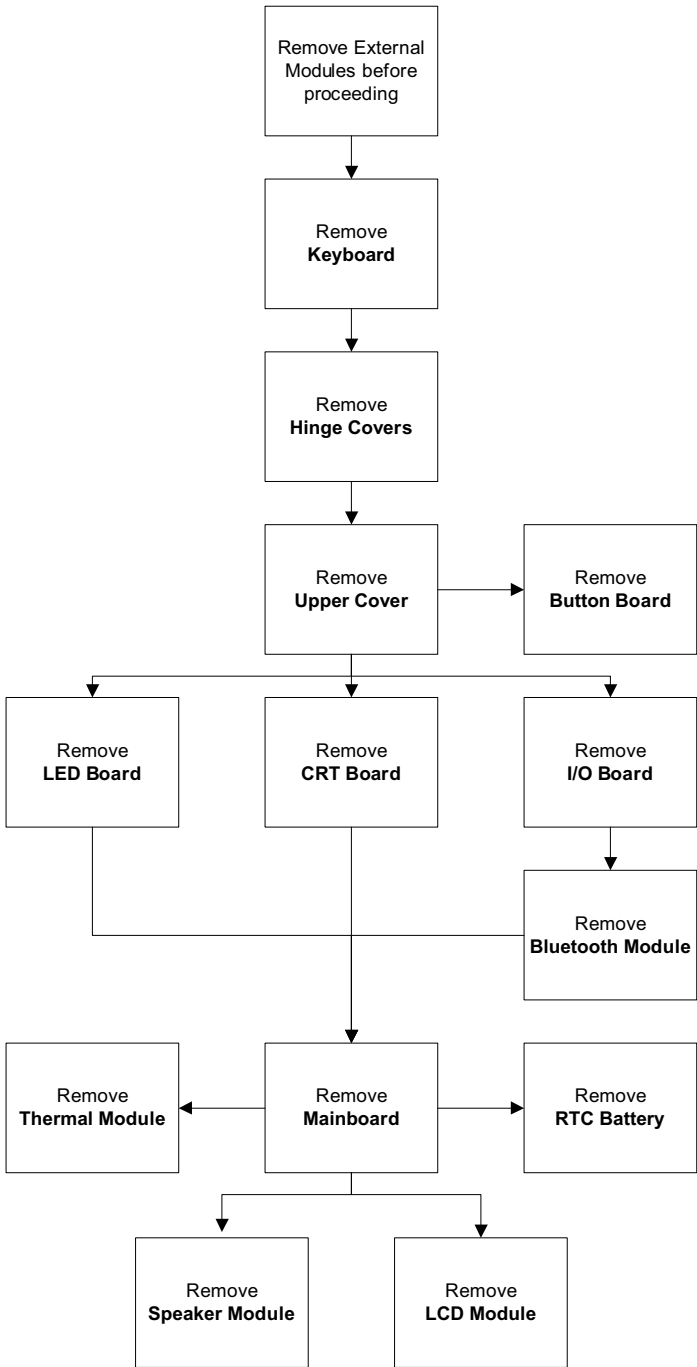 Remove External
Modules before
proceeding
Remove
Keyboard
Remove
Hinge Covers
Remove
Upper Cover
Remove
Button Board
Remove
LED Board
Remove
CRT Board
Remove
I/O Board
Remove
Bluetooth Module
Remove
Thermal Module
Remove
Mainboard
Remove
RTC Battery
Remove
Speaker Module
Remove
LCD Module